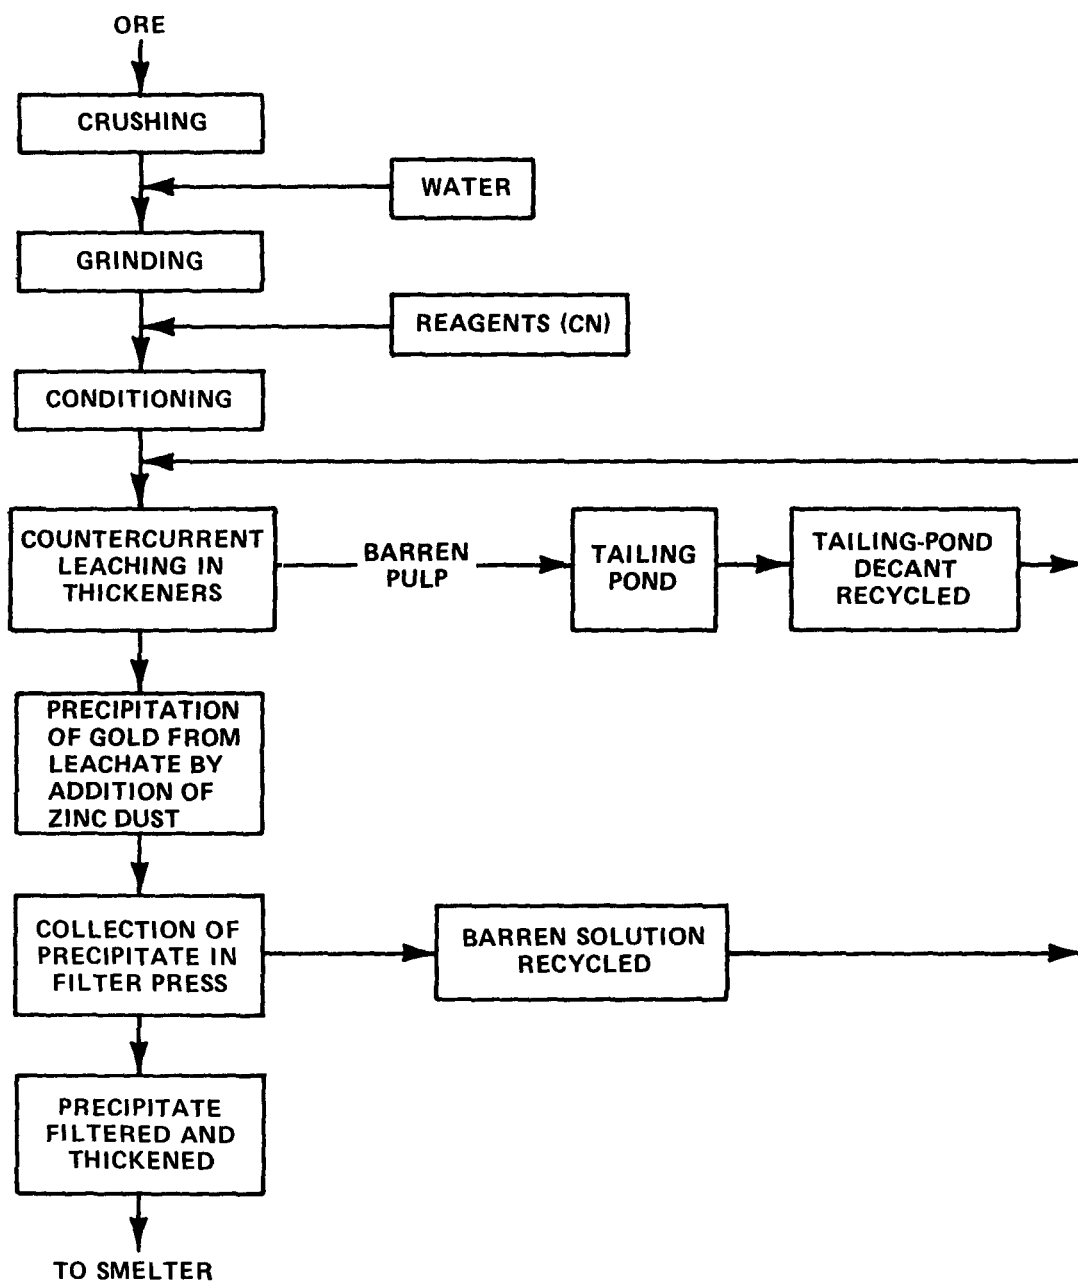 ORE
CRUSHING
WATER
GRINDING
REAGENTS (CN)
CONDITIONING
COUNTERCURRENT
LEACHING IN
THICKENERS
BARREN
PULP
TAILING
POND
TAILING-POND
DECANT
RECYCLED
PRECIPITATION
OF GOLD FROM
LEACHATE BY
ADDITION OF
ZINC DUST
COLLECTION OF
PRECIPITATE IN
FILTER PRESS
BARREN SOLUTION
RECYCLED
PRECIPITATE
FILTERED AND
THICKENED
TO SMELTER